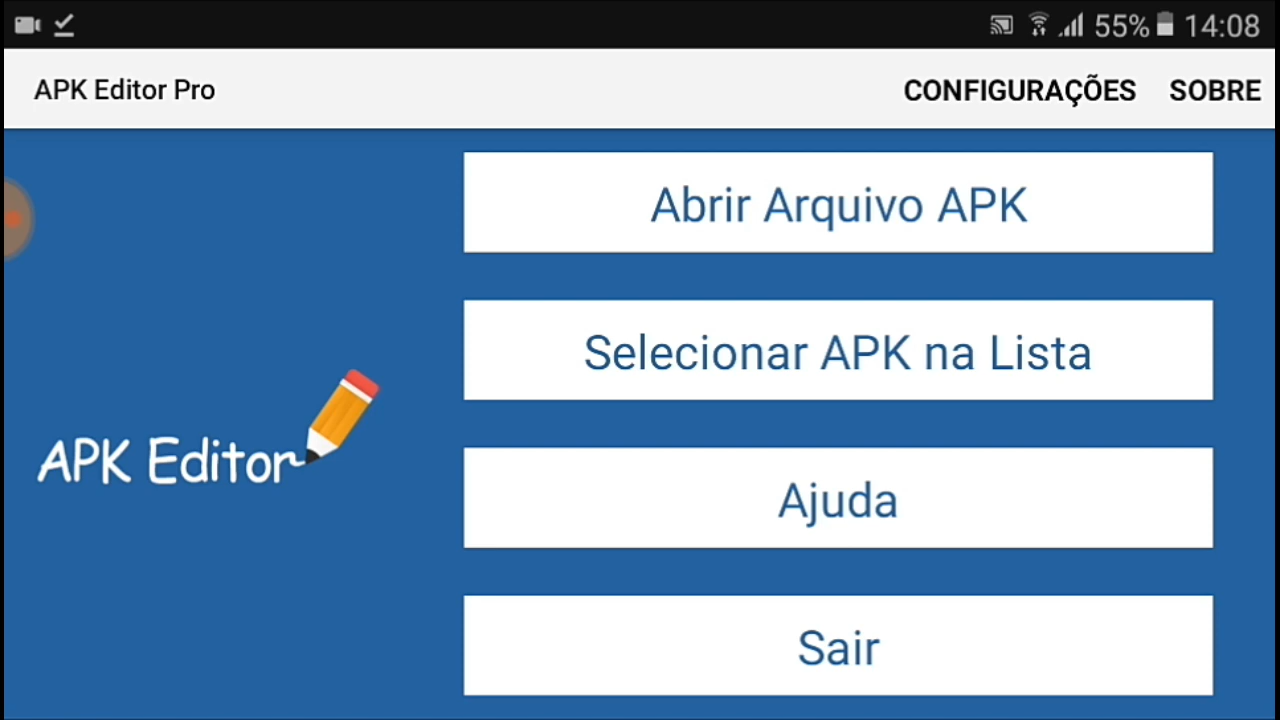 55% 14:08
APK Editor Pro CONFIGURAÇÕES SOBRE
Abrir Arquivo APK
Selecionar APK na Lista
APK Editor
Ajuda
Sair